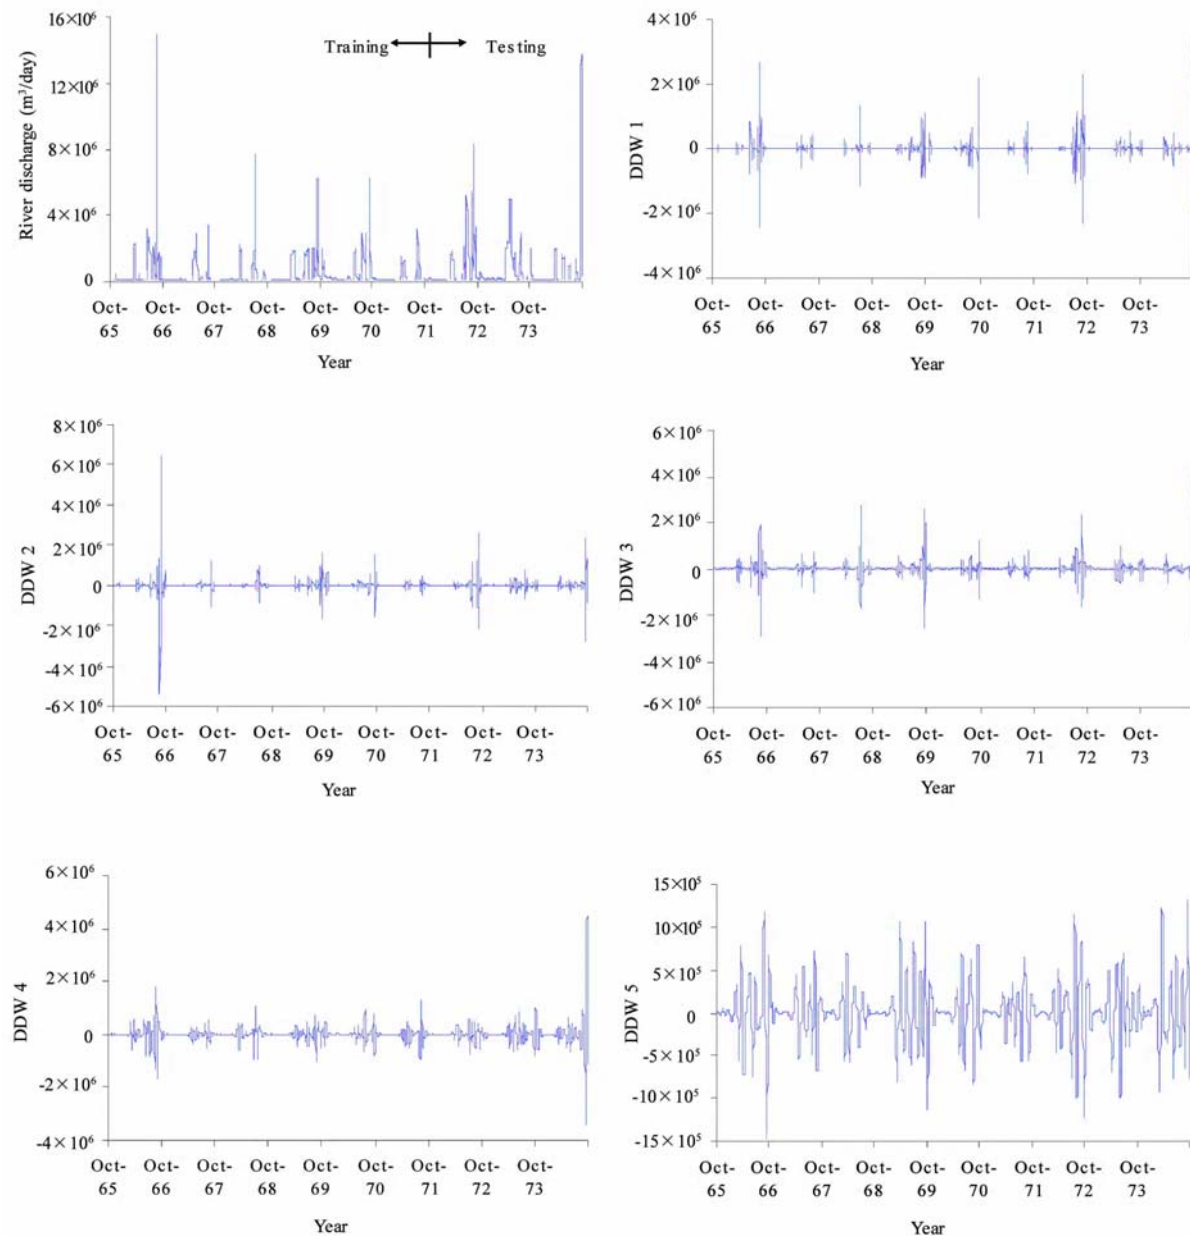 16×10⁶
12×10⁶
8×10⁶
4×10⁶
0
River discharge (m³/day)
Training
Testing
Oct- Oct- Oct- Oct- Oct- Oct- Oct- Oct- Oct-
65 66 67 68 69 70 71 72 73
Year
4×10⁶
2×10⁶
0
-2×10⁶
-4×10⁶
DDW 1
Oct- Oct- Oct- Oct- Oct- Oct- Oct- Oct- Oct-
65 66 67 68 69 70 71 72 73
Year
8×10⁶
6×10⁶
4×10⁶
2×10⁶
0
-2×10⁶
-4×10⁶
-6×10⁶
DDW 2
Oct- Oct- Oct- Oct- Oct- Oct- Oct- Oct- Oct-
65 66 67 68 69 70 71 72 73
Year
6×10⁶
4×10⁶
2×10⁶
0
-2×10⁶
-4×10⁶
-6×10⁶
DDW 3
Oct- Oct- Oct- Oct- Oct- Oct- Oct- Oct- Oct-
65 66 67 68 69 70 71 72 73
Year
6×10⁶
4×10⁶
2×10⁶
0
-2×10⁶
-4×10⁶
DDW 4
Oct- Oct- Oct- Oct- Oct- Oct- Oct- Oct- Oct-
65 66 67 68 69 70 71 72 73
Year
15×10⁵
10×10⁵
5×10⁵
0
-5×10⁵
-10×10⁵
-15×10⁵
DDW 5
Oct- Oct- Oct- Oct- Oct- Oct- Oct- Oct- Oct-
65 66 67 68 69 70 71 72 73
Year